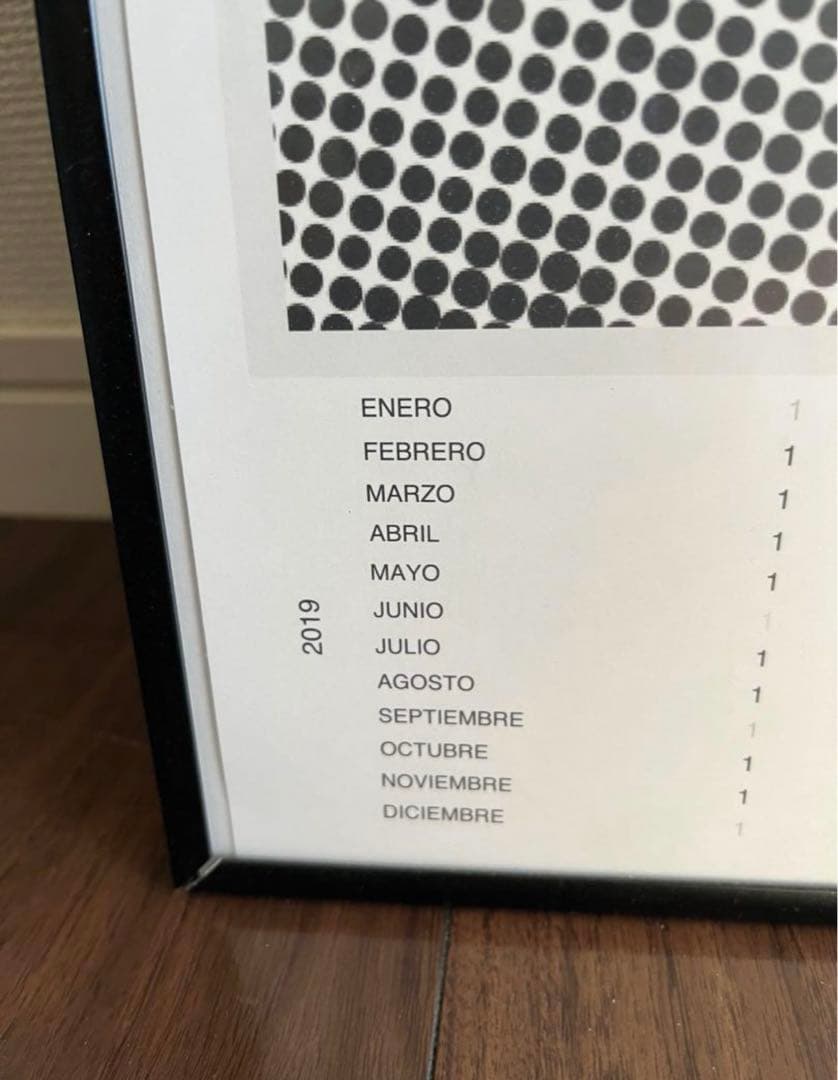 ENERO 1
FEBRERO 1
MARZO 1
ABRIL 1
MAYO 1
JUNIO 1
2019
JULIO 1
AGOSTO 1
SEPTIEMBRE 1
OCTUBRE 1
NOVIEMBRE 1
DICIEMBRE 1